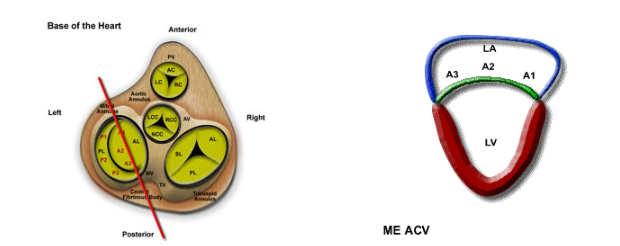 Base of the Heart
Anterior
PV
AC
LC RC
Aortic
Annulus
Mitral
Annulus
LCC RCC AV
NCC
Left
Right
P1 AL
PL A2
P2
A3
P3
AL
SL
PL
MV
TV
Central
Fibrinous Body
Tricuspid
Annulus
Posterior
LA
A2
A3 A1
LV
ME ACV